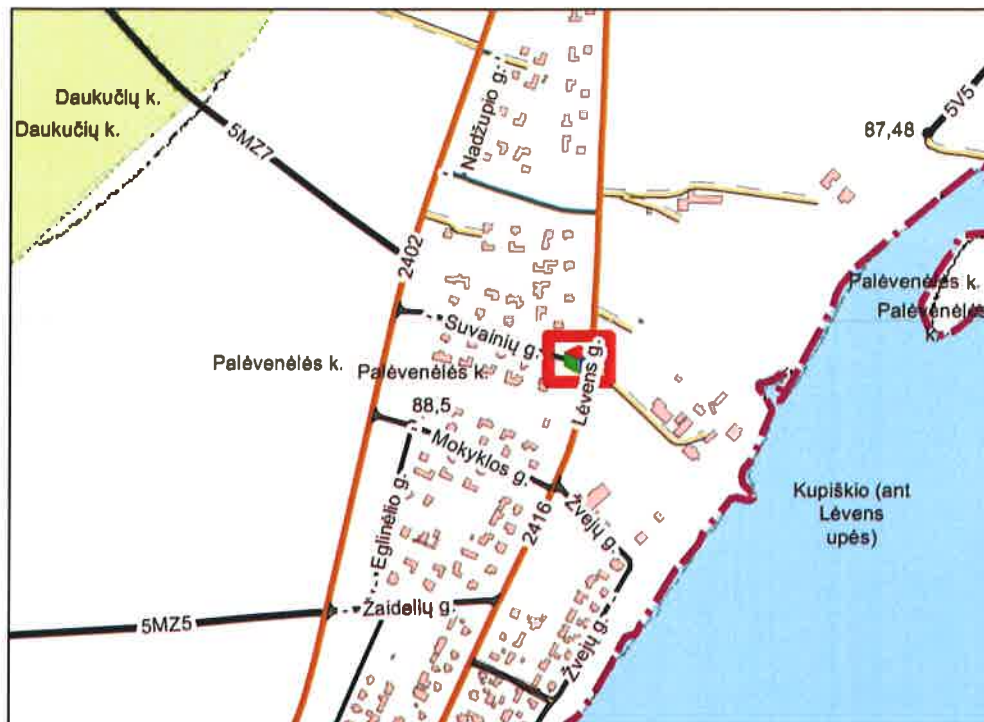 Daukučių k.
Daukučių k.
5MZ7
Nadžupio g.
5V5
87,48
2402
Palėvenėlės k.
Palėvenėlės
k.
Suvainių g.
Lėvens g.
Palėvenėlės k.
Palėvenėlės k.
88,5
Mokyklos g.
Eglinėlio g.
2416
Žvejų g.
Kupiškio (ant
Lėvens
upės)
Žaidelių g.
5MZ5
Žvejų g.